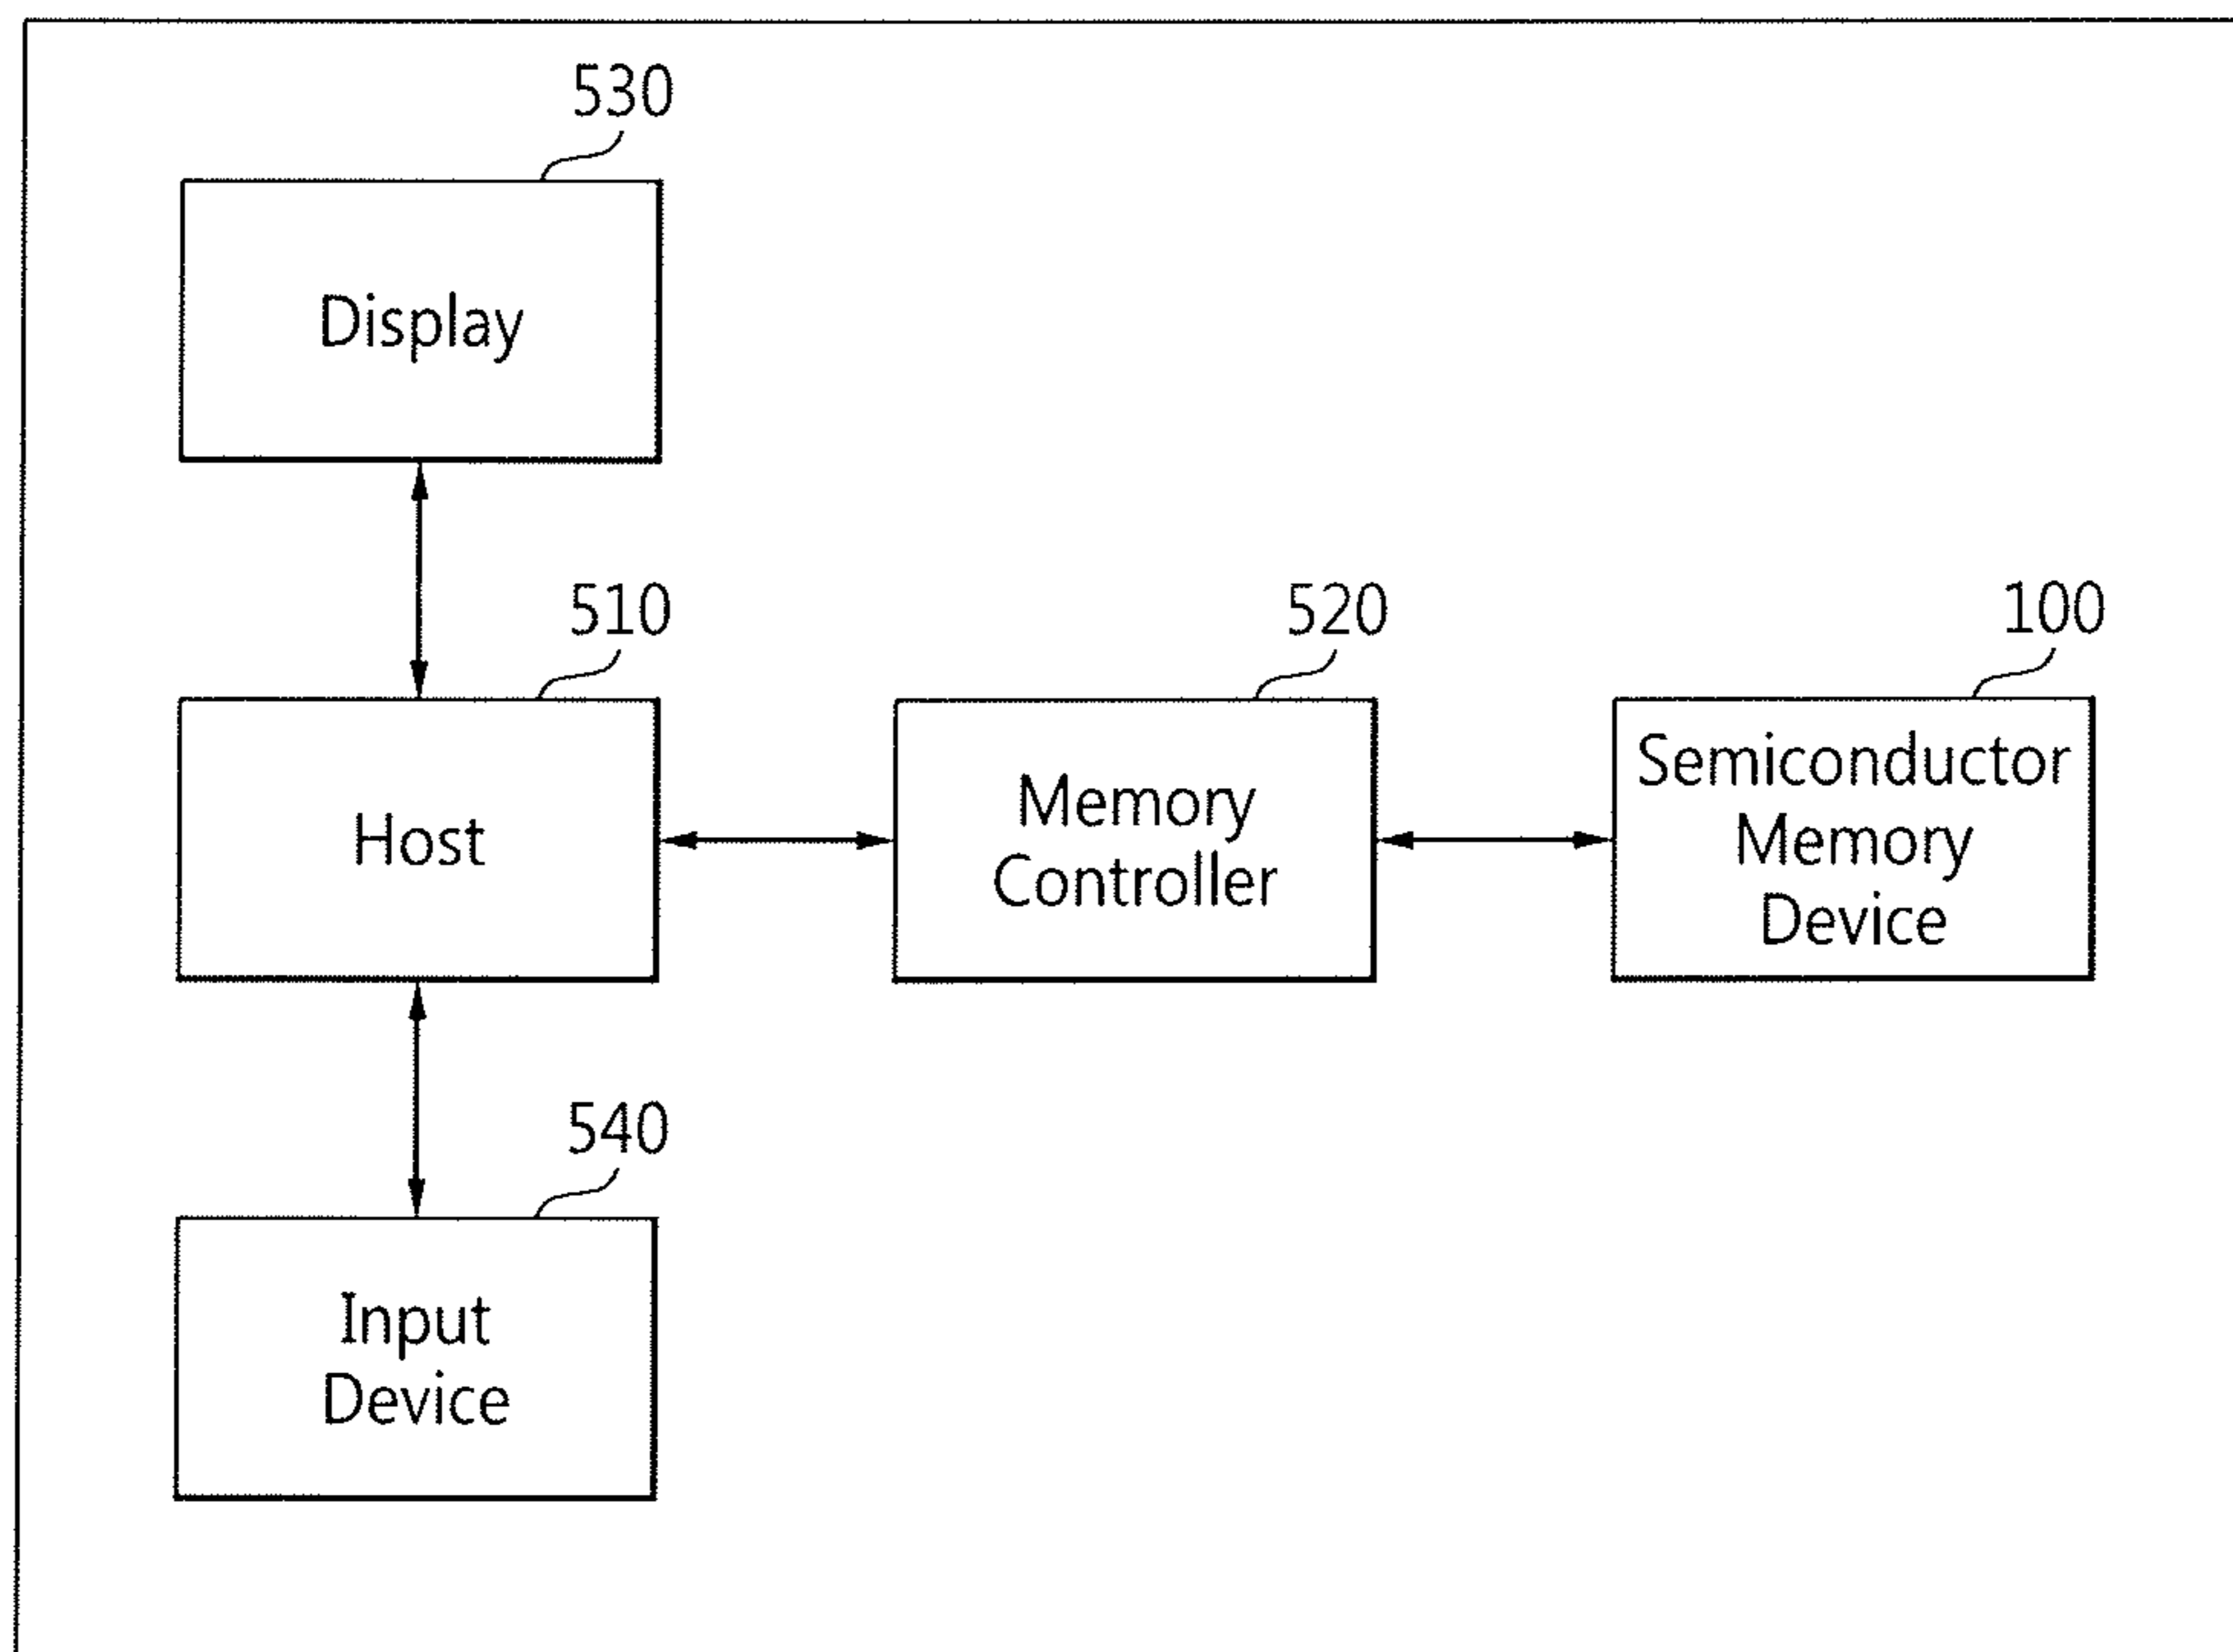 530
Display
510
Host
520
Memory
Controller
100
Semiconductor
Memory
Device
540
Input
Device